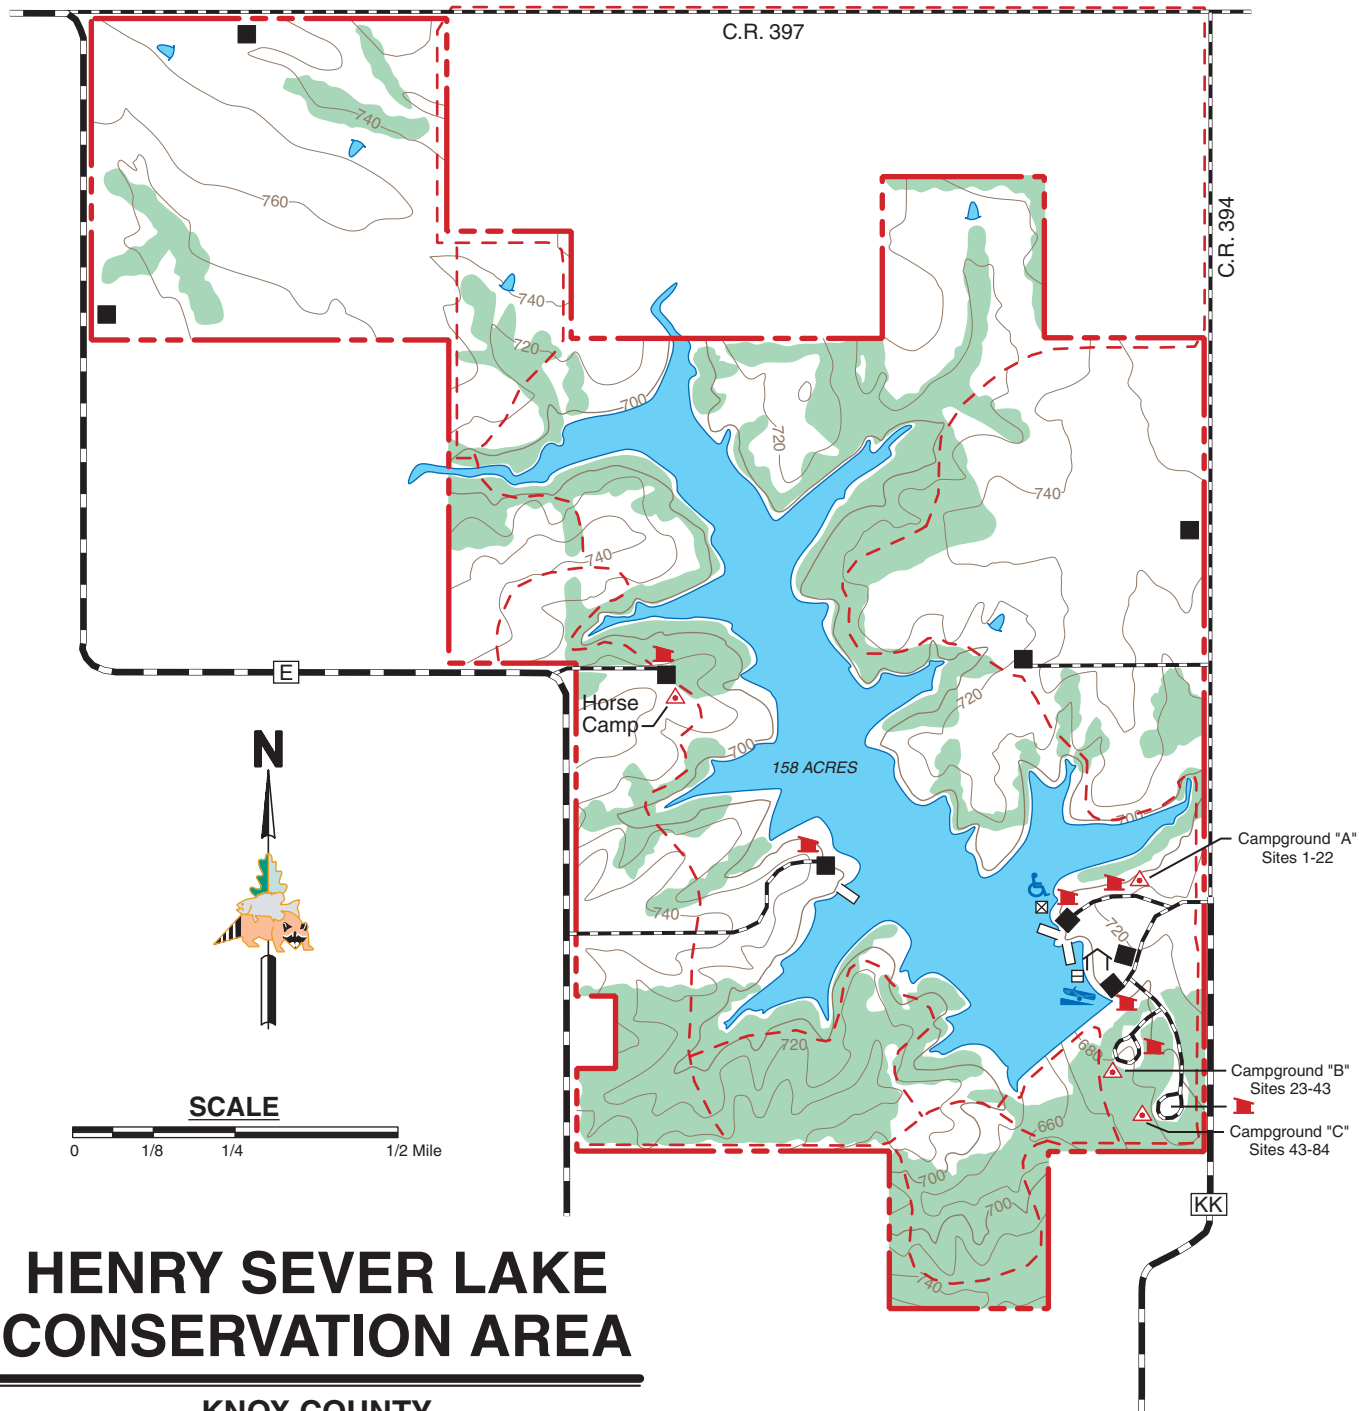 C.R. 397
740
760
C.R. 394
740
720
700
720
740
740
E
Horse
Camp
720
N
700
158 ACRES
700
Campground "A"
Sites 1-22
740
720
720
680
Campground "B"
Sites 23-43
SCALE
0 1/8 1/4 1/2 Mile
660
Campground "C"
Sites 43-84
700
700
KK
740
HENRY SEVER LAKE
CONSERVATION AREA
KNOX COUNTY